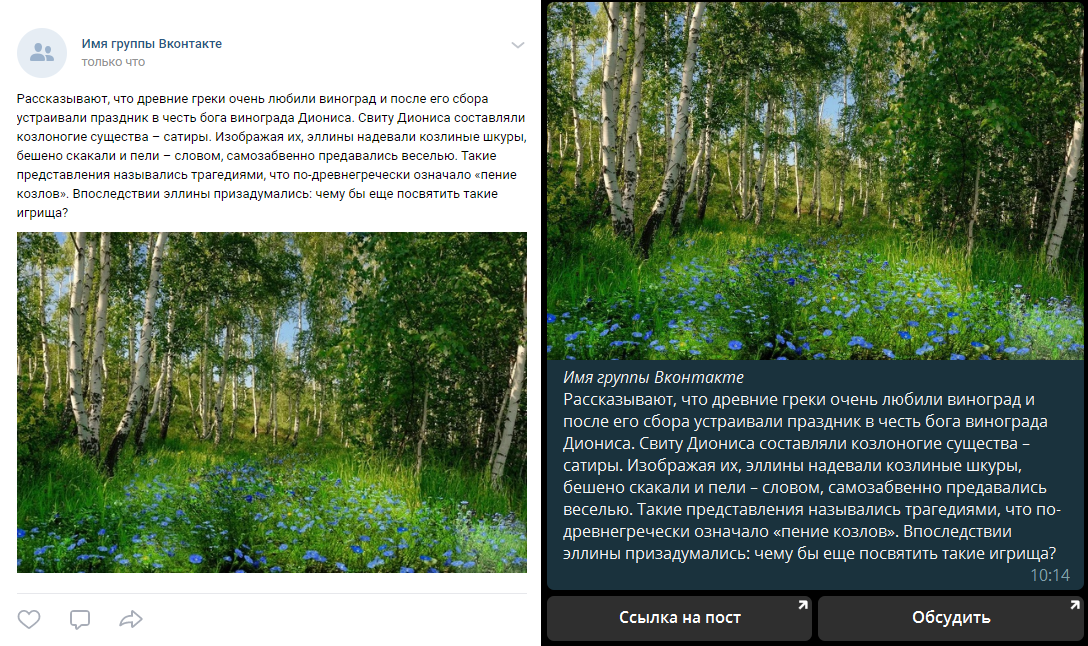 Имя группы Вконтакте
только что
Рассказывают, что древние греки очень любили виноград и после его сбора
устраивали праздник в честь бога винограда Диониса. Свиту Диониса составляли
козлоногие существа – сатиры. Изображая их, эллины надевали козлиные шкуры,
бешено скакали и пели – словом, самозабвенно предавались веселью. Такие
представления назывались трагедиями, что по-древнегречески означало «пение
козлов». Впоследствии эллины призадумались: чему бы еще посвятить такие
игрища?
Имя группы Вконтакте
Рассказывают, что древние греки очень любили виноград и
после его сбора устраивали праздник в честь бога винограда
Диониса. Свиту Диониса составляли козлоногие существа –
сатиры. Изображая их, эллины надевали козлиные шкуры,
бешено скакали и пели – словом, самозабвенно предавались
веселью. Такие представления назывались трагедиями, что по-
древнегречески означало «пение козлов». Впоследствии
эллины призадумались: чему бы еще посвятить такие игрища?
10:14
Ссылка на пост
Обсудить